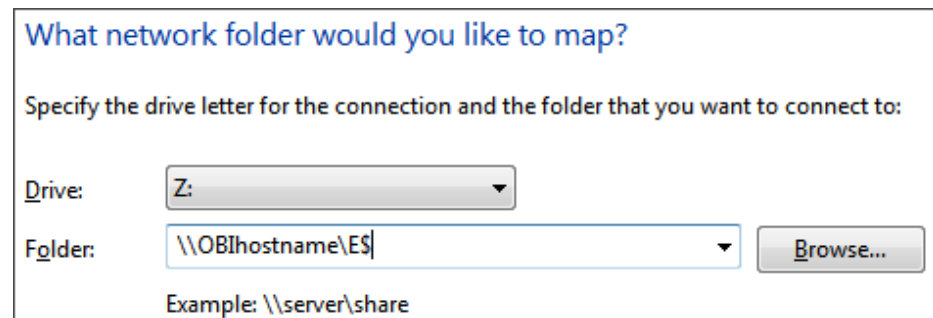 What network folder would you like to map?
Specify the drive letter for the connection and the folder that you want to connect to:
Drive: Z:
Folder: \\OBIhostname\E$ Browse...
Example: \\server\share